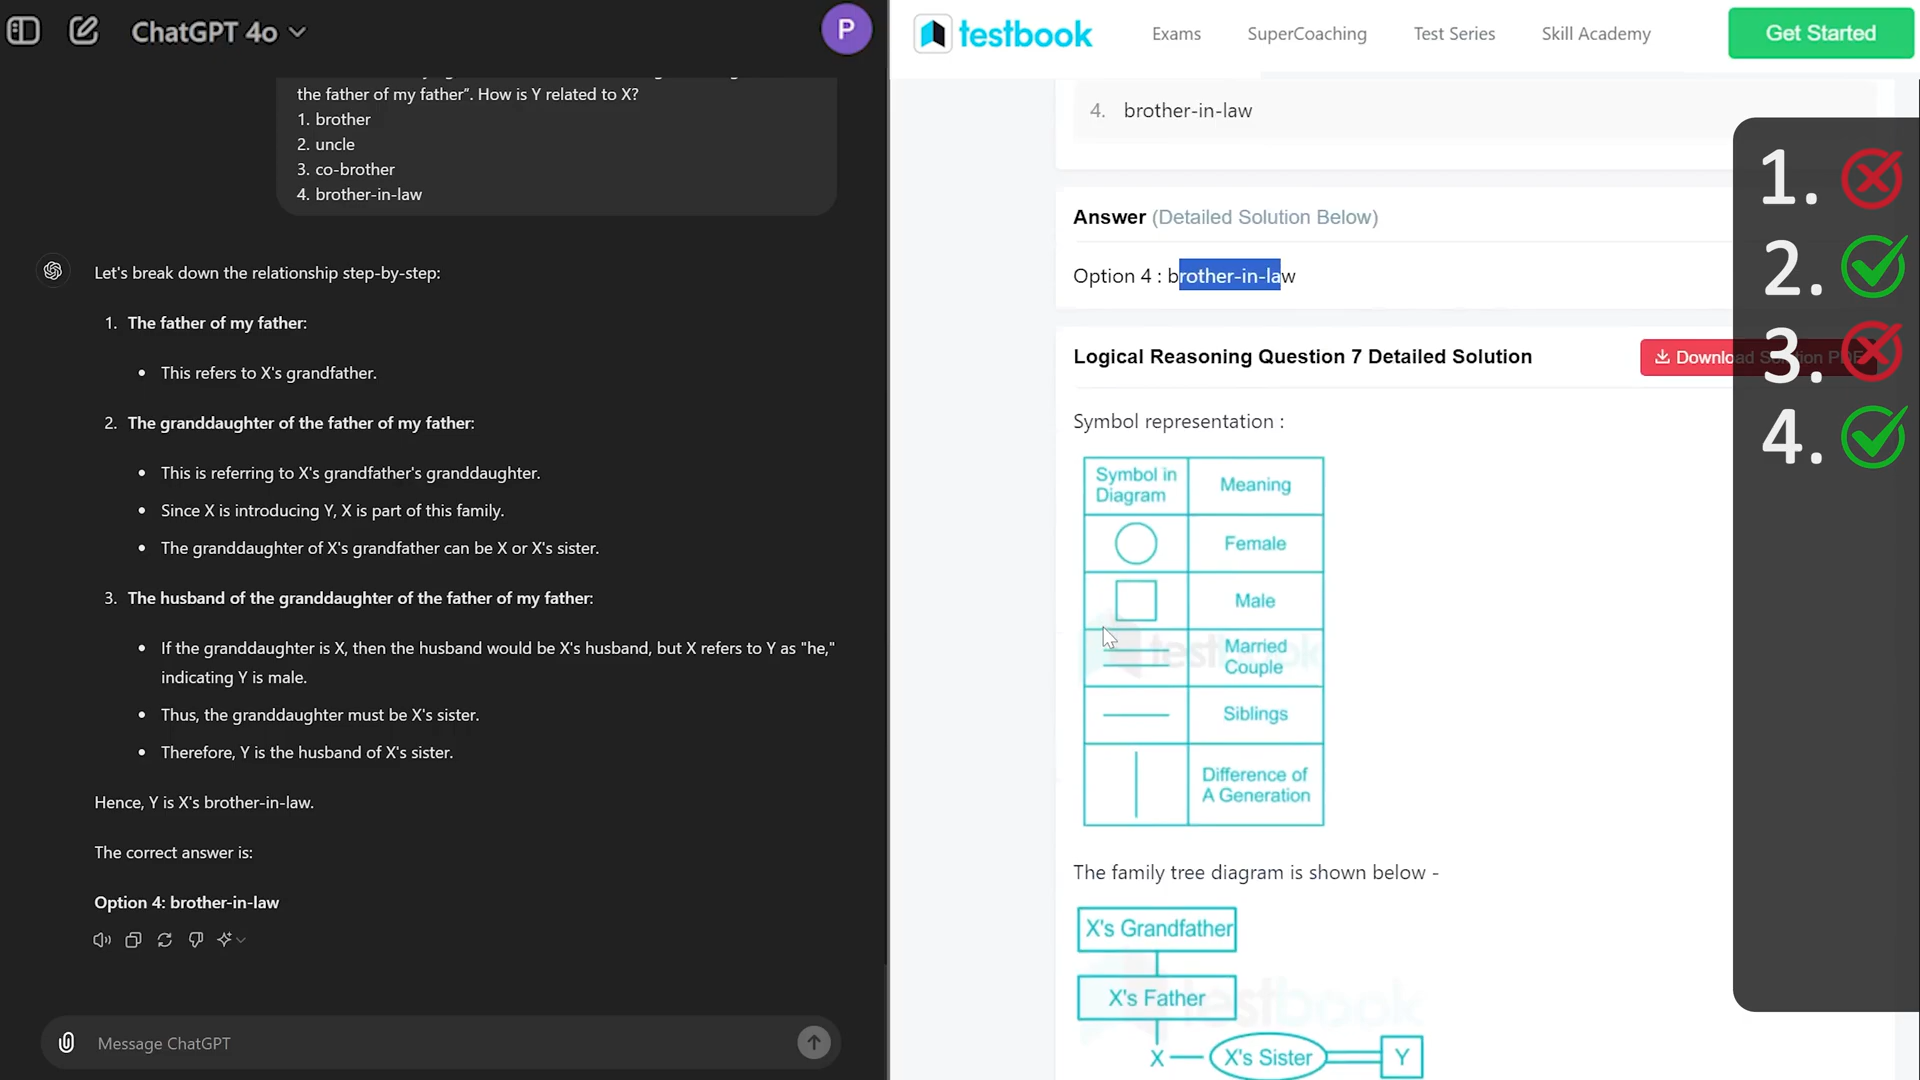 ChatGPT 4o
P
the father of my father". How is Y related to X?
1. brother
2. uncle
3. co-brother
4. brother-in-law
Let's break down the relationship step-by-step:
1. The father of my father:
• This refers to X's grandfather.
2. The granddaughter of the father of my father:
• This is referring to X's grandfather's granddaughter.
• Since X is introducing Y, X is part of this family.
• The granddaughter of X's grandfather can be X or X's sister.
3. The husband of the granddaughter of the father of my father:
• If the granddaughter is X, then the husband would be X's husband, but X refers to Y as "he,"
indicating Y is male.
• Thus, the granddaughter must be X's sister.
• Therefore, Y is the husband of X's sister.
Hence, Y is X's brother-in-law.
The correct answer is:
Option 4: brother-in-law
Message ChatGPT
testbook
Exams
SuperCoaching
Test Series
Skill Academy
Get Started
4. brother-in-law
Answer (Detailed Solution Below)
Option 4 : brother-in-law
Logical Reasoning Question 7 Detailed Solution
Download Solution PDF
Symbol representation :
Symbol in
Diagram
Meaning
Female
Male
Married
Couple
Siblings
Difference of
A Generation
testbook
The family tree diagram is shown below -
X's Grandfather
X's Father
testbook
X
X's Sister
Y
1.
2.
3.
4.